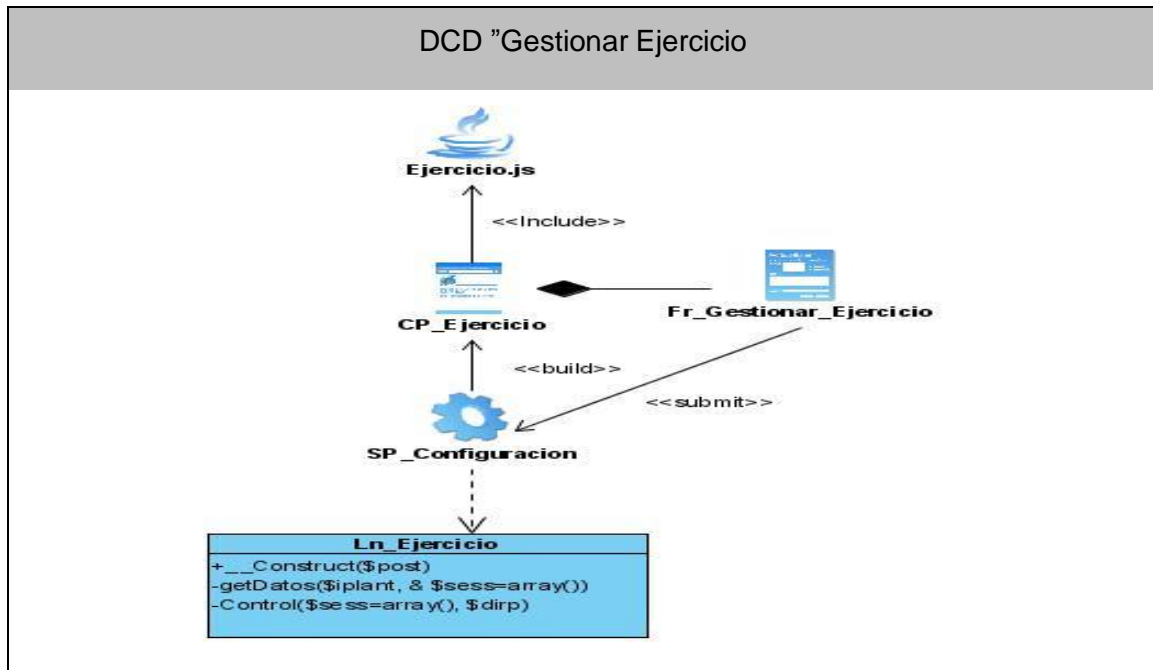 DCD ”Gestionar Ejercicio
Ejercicio.js
<<Include>>
CP_Ejercicio
Fr_Gestionar_Ejercicio
<<build>>
<<submit>>
SP_Configuracion
Ln_Ejercicio
+__Construct($post)
-getDatos($iplant, & $sess=array())
-Control($sess=array(), $dirp)